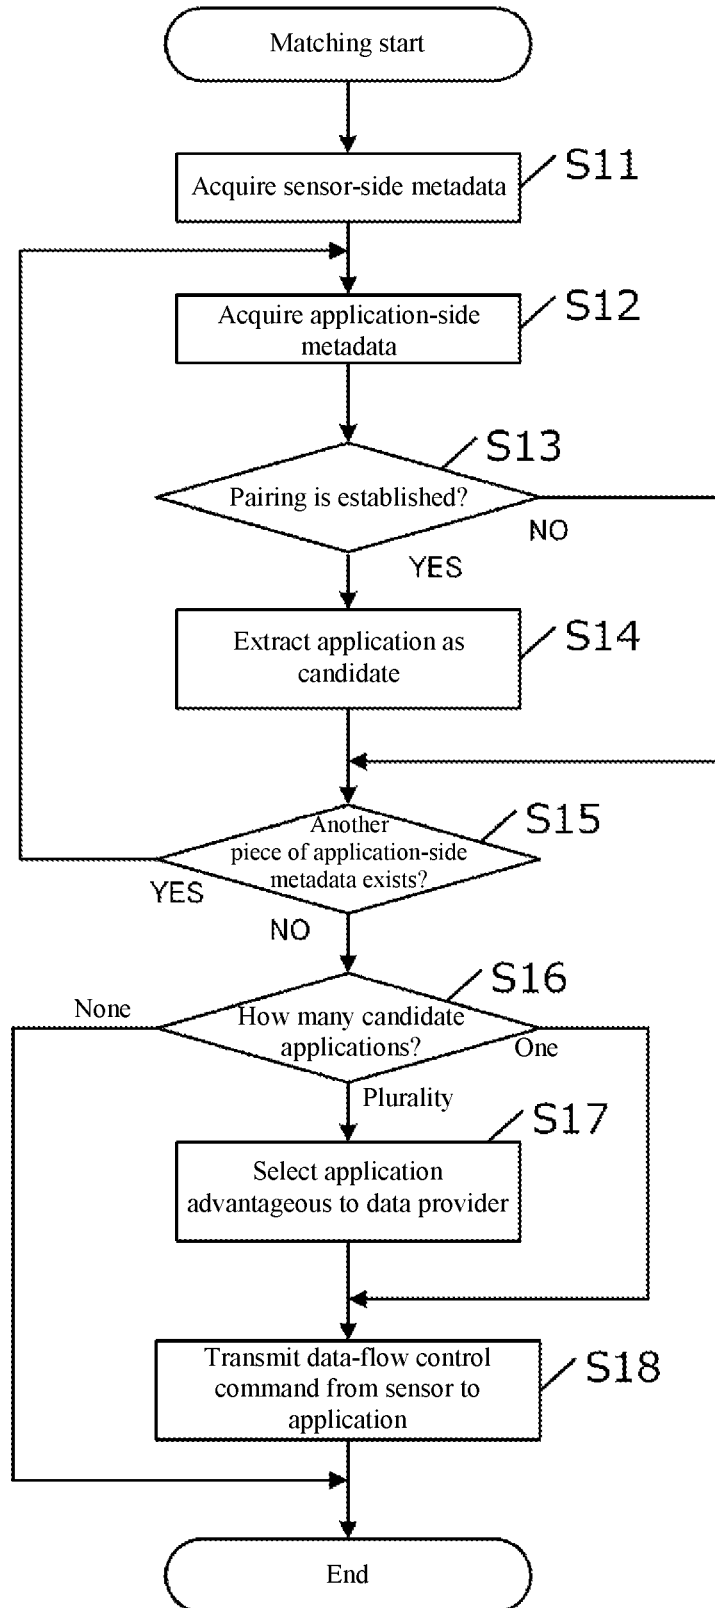 Matching start
S11
Acquire sensor-side metadata
S12
Acquire application-side
metadata
S13
Pairing is established?
NO
YES
S14
Extract application as
candidate
S15
Another
piece of application-side
metadata exists?
YES
NO
S16
None
How many candidate
applications?
One
Plurality
S17
Select application
advantageous to data provider
S18
Transmit data-flow control
command from sensor to
application
End